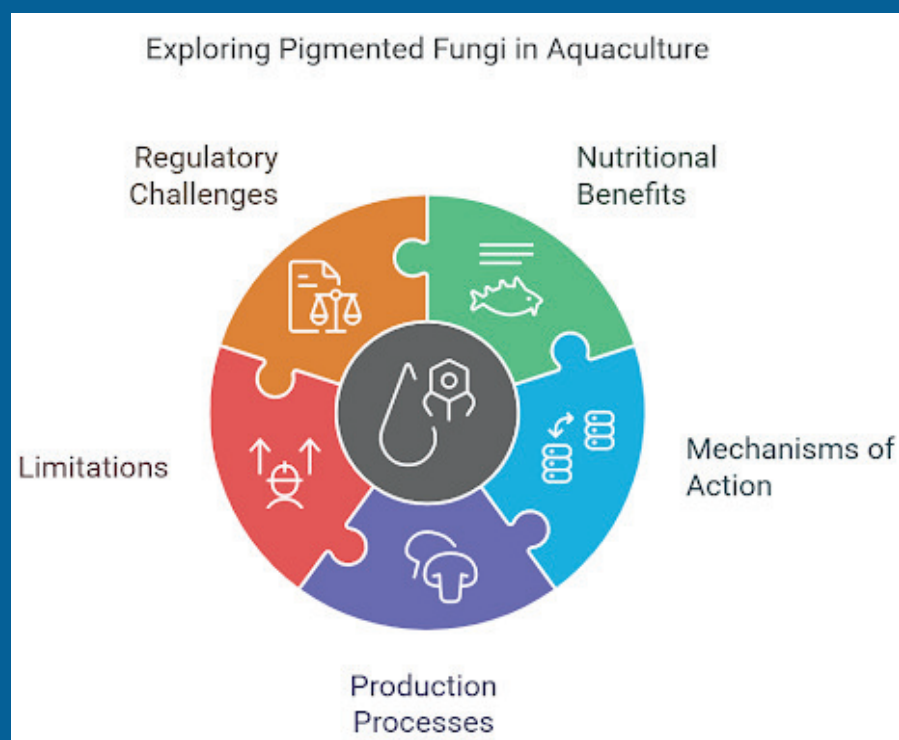 Exploring Pigmented Fungi in Aquaculture
Regulatory
Challenges
Nutritional
Benefits
Limitations
Mechanisms of
Action
Production
Processes